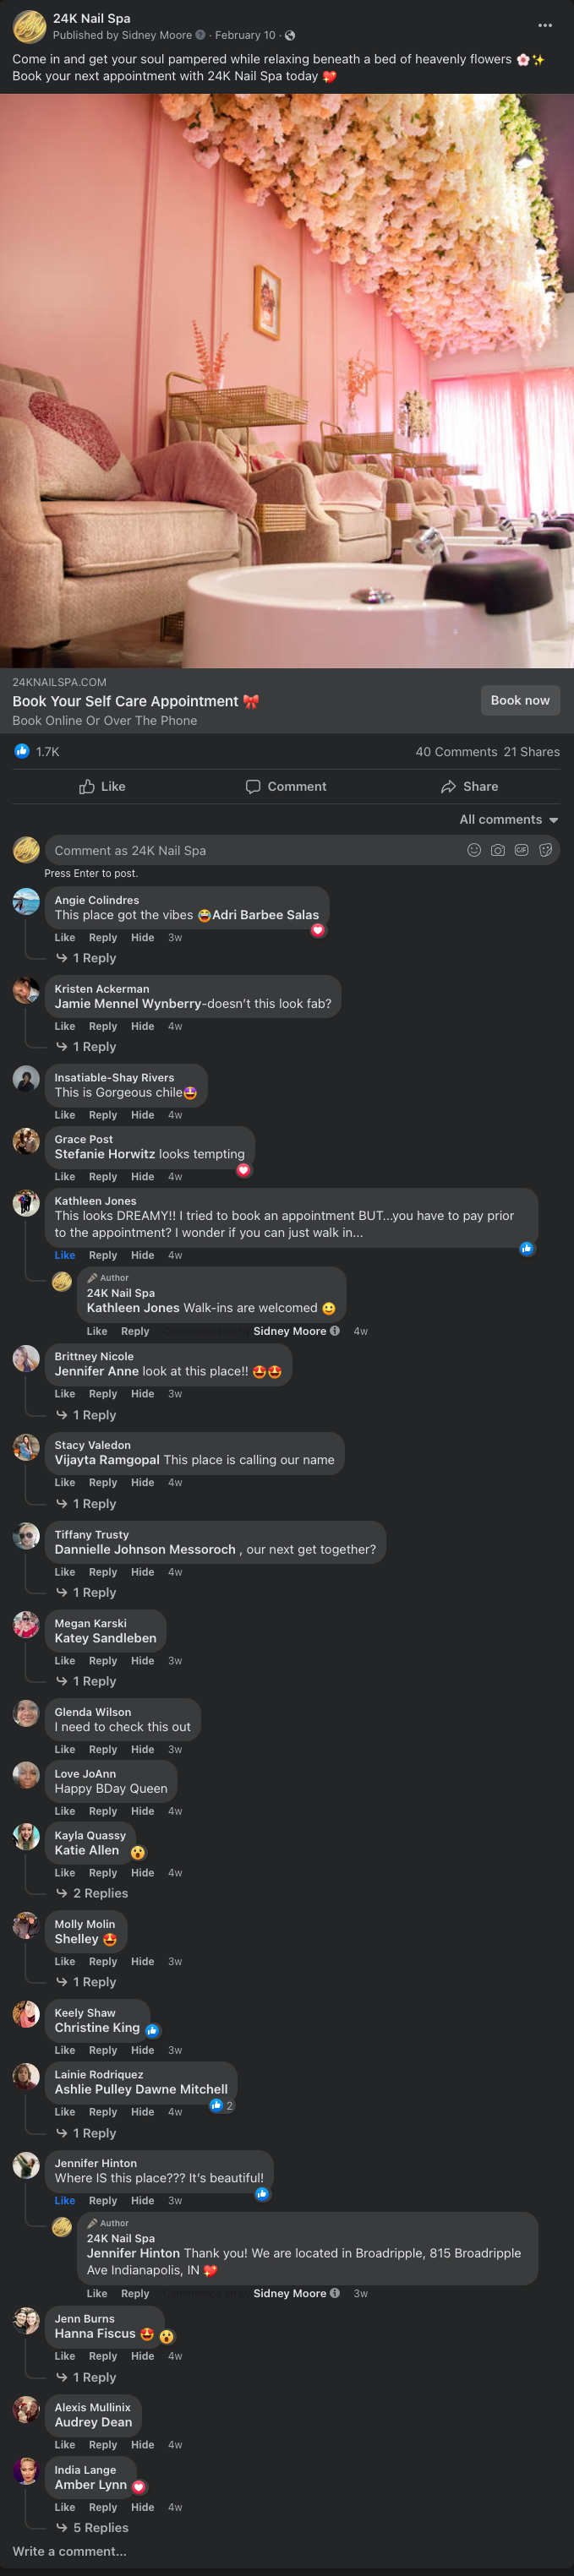 24K Nail Spa
Published by Sidney Moore · February 10 ·
Come in and get your soul pampered while relaxing beneath a bed of heavenly flowers 🌸✨
Book your next appointment with 24K Nail Spa today 💖
24KNAILSPA.COM
Book Your Self Care Appointment 🎀
Book Online Or Over The Phone
Book now
1.7K
40 Comments 21 Shares
Like Comment Share
All comments
Comment as 24K Nail Spa
GIF
Press Enter to post.
Angie Colindres
This place got the vibes 😂Adri Barbee Salas
Like Reply Hide 3w
1 Reply
Kristen Ackerman
Jamie Mennel Wynberry-doesn't this look fab?
Like Reply Hide 4w
1 Reply
Insatiable-Shay Rivers
This is Gorgeous chile🤩
Like Reply Hide 4w
Grace Post
Stefanie Horwitz looks tempting
Like Reply Hide 4w
Kathleen Jones
This looks DREAMY!! I tried to book an appointment BUT...you have to pay prior
to the appointment? I wonder if you can just walk in...
Like Reply Hide 4w
Author
24K Nail Spa
Kathleen Jones Walk-ins are welcomed 😃
Like Reply Commented on by Sidney Moore 4w
Brittney Nicole
Jennifer Anne look at this place!! 🤩🤩
Like Reply Hide 3w
1 Reply
Stacy Valedon
Vijayta Ramgopal This place is calling our name
Like Reply Hide 4w
1 Reply
Tiffany Trusty
Dannielle Johnson Messoroch , our next get together?
Like Reply Hide 4w
1 Reply
Megan Karski
Katey Sandleben
Like Reply Hide 3w
1 Reply
Glenda Wilson
I need to check this out
Like Reply Hide 3w
Love JoAnn
Happy BDay Queen
Like Reply Hide 4w
Kayla Quassy
Katie Allen
Like Reply Hide 4w
2 Replies
Molly Molin
Shelley 🤩
Like Reply Hide 3w
1 Reply
Keely Shaw
Christine King
Like Reply Hide 3w
Lainie Rodriquez
Ashlie Pulley Dawne Mitchell
Like Reply Hide 4w 2
1 Reply
Jennifer Hinton
Where IS this place??? It's beautiful!
Like Reply Hide 3w
Author
24K Nail Spa
Jennifer Hinton Thank you! We are located in Broadripple, 815 Broadripple
Ave Indianapolis, IN 💖
Like Reply Commented on by Sidney Moore 3w
Jenn Burns
Hanna Fiscus 🤩
Like Reply Hide 4w
1 Reply
Alexis Mullinix
Audrey Dean
Like Reply Hide 4w
India Lange
Amber Lynn
Like Reply Hide 4w
5 Replies
Write a comment...